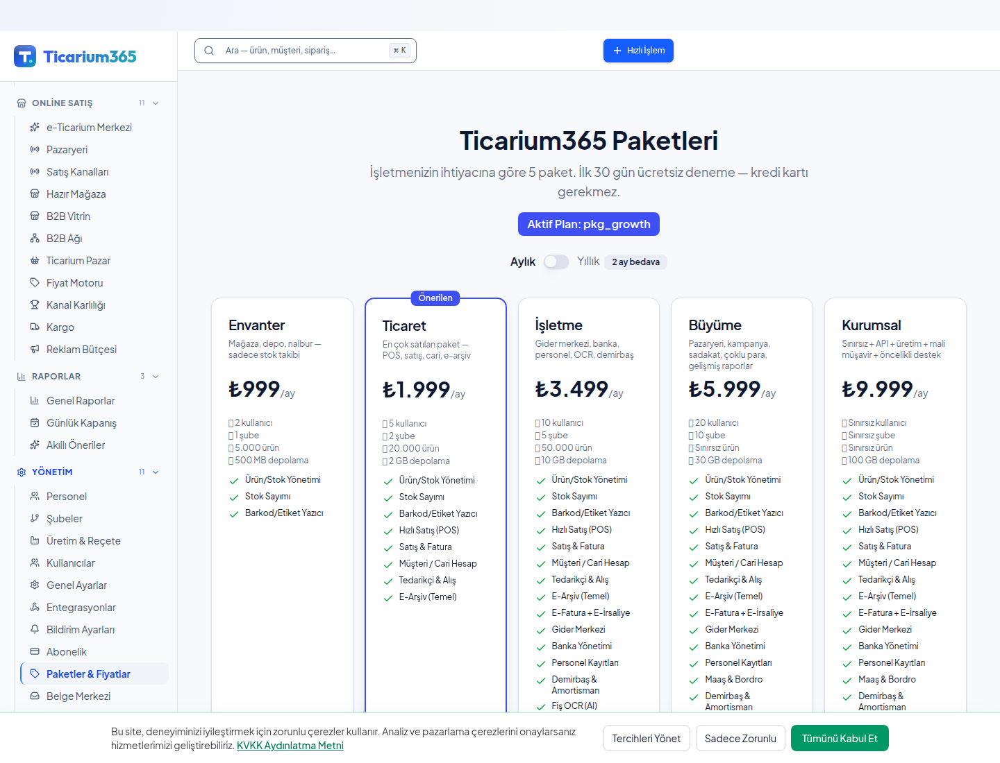 Ticarium365
Ara — ürün, müşteri, sipariş...
⌘ K
Hızlı İşlem
ONLİNE SATIŞ
11
e-Ticarium Merkezi
Pazaryeri
Satış Kanalları
Hazır Mağaza
B2B Vitrin
B2B Ağı
Ticarium Pazar
Fiyat Motoru
Kanal Karlılığı
Kargo
Reklam Bütçesi
RAPORLAR
3
Genel Raporlar
Günlük Kapanış
Akıllı Öneriler
YÖNETİM
11
Personel
Şubeler
Üretim & Reçete
Kullanıcılar
Genel Ayarlar
Entegrasyonlar
Bildirim Ayarları
Abonelik
Paketler & Fiyatlar
Belge Merkezi
Ticarium365 Paketleri
İşletmenizin ihtiyacına göre 5 paket. İlk 30 gün ücretsiz deneme — kredi kartı
gerekmez.
Aktif Plan: pkg_growth
Aylık
Yıllık
2 ay bedava
Envanter
Mağaza, depo, nalbur —
sadece stok takibi
₺999/ay
2 kullanıcı
1 şube
5.000 ürün
500 MB depolama
Ürün/Stok Yönetimi
Stok Sayımı
Barkod/Etiket Yazıcı
Önerilen
Ticaret
En çok satılan paket —
POS, satış, cari, e-arşiv
₺1.999/ay
5 kullanıcı
2 şube
20.000 ürün
2 GB depolama
Ürün/Stok Yönetimi
Stok Sayımı
Barkod/Etiket Yazıcı
Hızlı Satış (POS)
Satış & Fatura
Müşteri / Cari Hesap
Tedarikçi & Alış
E-Arşiv (Temel)
İşletme
Gider merkezi, banka,
personel, OCR, demirbaş
₺3.499/ay
10 kullanıcı
5 şube
50.000 ürün
10 GB depolama
Ürün/Stok Yönetimi
Stok Sayımı
Barkod/Etiket Yazıcı
Hızlı Satış (POS)
Satış & Fatura
Müşteri / Cari Hesap
Tedarikçi & Alış
E-Arşiv (Temel)
E-Fatura + E-İrsaliye
Gider Merkezi
Banka Yönetimi
Personel Kayıtları
Demirbaş &
Amortisman
Fiş OCR (AI)
Büyüme
Pazaryeri, kampanya,
sadakat, çoklu para,
gelişmiş raporlar
₺5.999/ay
20 kullanıcı
10 şube
Sınırsız ürün
30 GB depolama
Ürün/Stok Yönetimi
Stok Sayımı
Barkod/Etiket Yazıcı
Hızlı Satış (POS)
Satış & Fatura
Müşteri / Cari Hesap
Tedarikçi & Alış
E-Arşiv (Temel)
E-Fatura + E-İrsaliye
Gider Merkezi
Banka Yönetimi
Personel Kayıtları
Maaş & Bordro
Demirbaş &
Amortisman
Kurumsal
Sınırsız + API + üretim + mali
müşavir + öncelikli destek
₺9.999/ay
Sınırsız kullanıcı
Sınırsız şube
Sınırsız ürün
100 GB depolama
Ürün/Stok Yönetimi
Stok Sayımı
Barkod/Etiket Yazıcı
Hızlı Satış (POS)
Satış & Fatura
Müşteri / Cari Hesap
Tedarikçi & Alış
E-Arşiv (Temel)
E-Fatura + E-İrsaliye
Gider Merkezi
Banka Yönetimi
Personel Kayıtları
Maaş & Bordro
Demirbaş &
Amortisman
Bu site, deneyiminizi iyileştirmek için zorunlu çerezler kullanır. Analiz ve pazarlama çerezlerini onaylarsanız
hizmetlerimizi geliştirebiliriz. KVKK Aydınlatma Metni
Tercihleri Yönet
Sadece Zorunlu
Tümünü Kabul Et